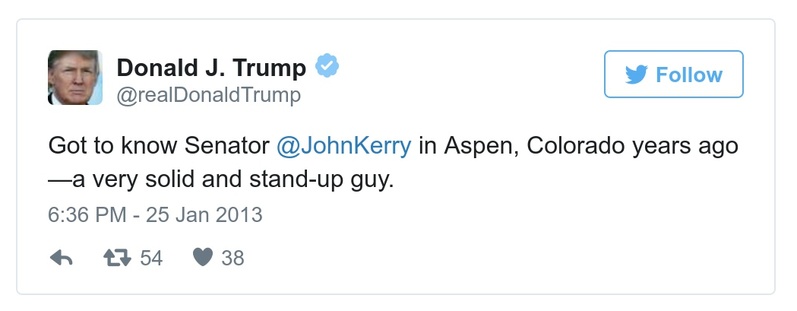 Donald J. Trump
@realDonaldTrump
Follow
Got to know Senator @JohnKerry in Aspen, Colorado years ago
—a very solid and stand-up guy.
6:36 PM - 25 Jan 2013
54 38